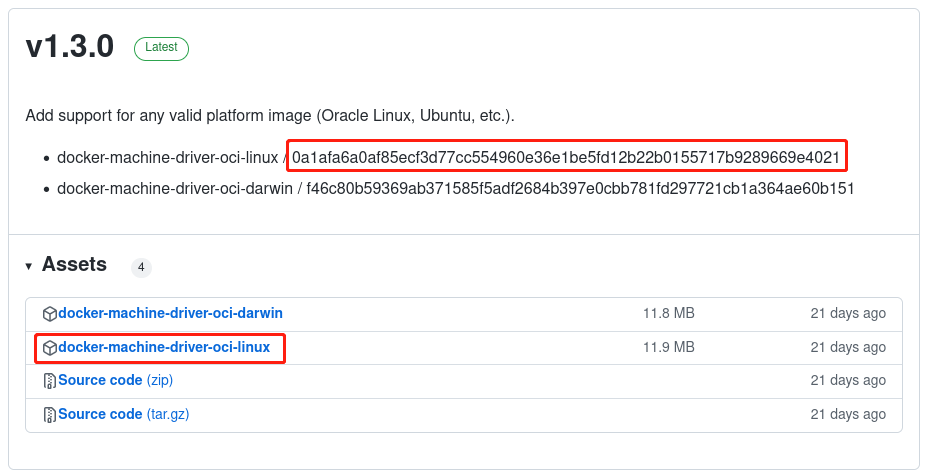 v1.3.0 Latest
Add support for any valid platform image (Oracle Linux, Ubuntu, etc.).
docker-machine-driver-oci-linux / 0a1afa6a0af85ecf3d77cc554960e36e1be5fd12b22b0155717b9289669e4021
docker-machine-driver-oci-darwin / f46c80b59369ab371585f5adf2684b397e0cbb781fd297721cb1a364ae60b151
Assets 4
docker-machine-driver-oci-darwin 11.8 MB 21 days ago
docker-machine-driver-oci-linux 11.9 MB 21 days ago
Source code (zip) 21 days ago
Source code (tar.gz) 21 days ago